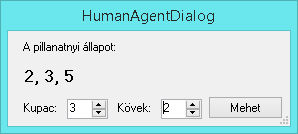 HumanAgentDialog
A pillanatnyi állapot:
2, 3, 5
Kupac: 3 Kövek: 2 Mehet